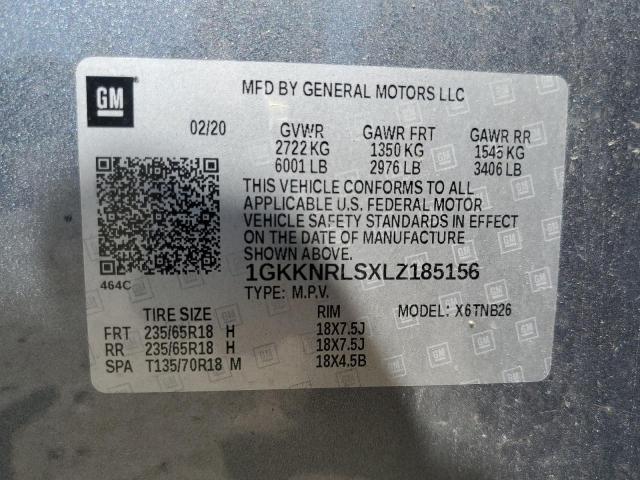 GM
MFD BY GENERAL MOTORS LLC
02/20 GVWR GAWR FRT GAWR RR
2722 KG 1350 KG 1545 KG
6001 LB 2976 LB 3406 LB
THIS VEHICLE CONFORMS TO ALL
APPLICABLE U.S. FEDERAL MOTOR
VEHICLE SAFETY STANDARDS IN EFFECT
ON THE DATE OF MANUFACTURE
SHOWN ABOVE.
464C
1GKKNRLSXLZ185156
TYPE: M.P.V. MODEL: X6TNB26
TIRE SIZE RIM
FRT 235/65R18 H 18X7.5J
RR 235/65R18 H 18X7.5J
SPA T135/70R18 M 18X4.5B